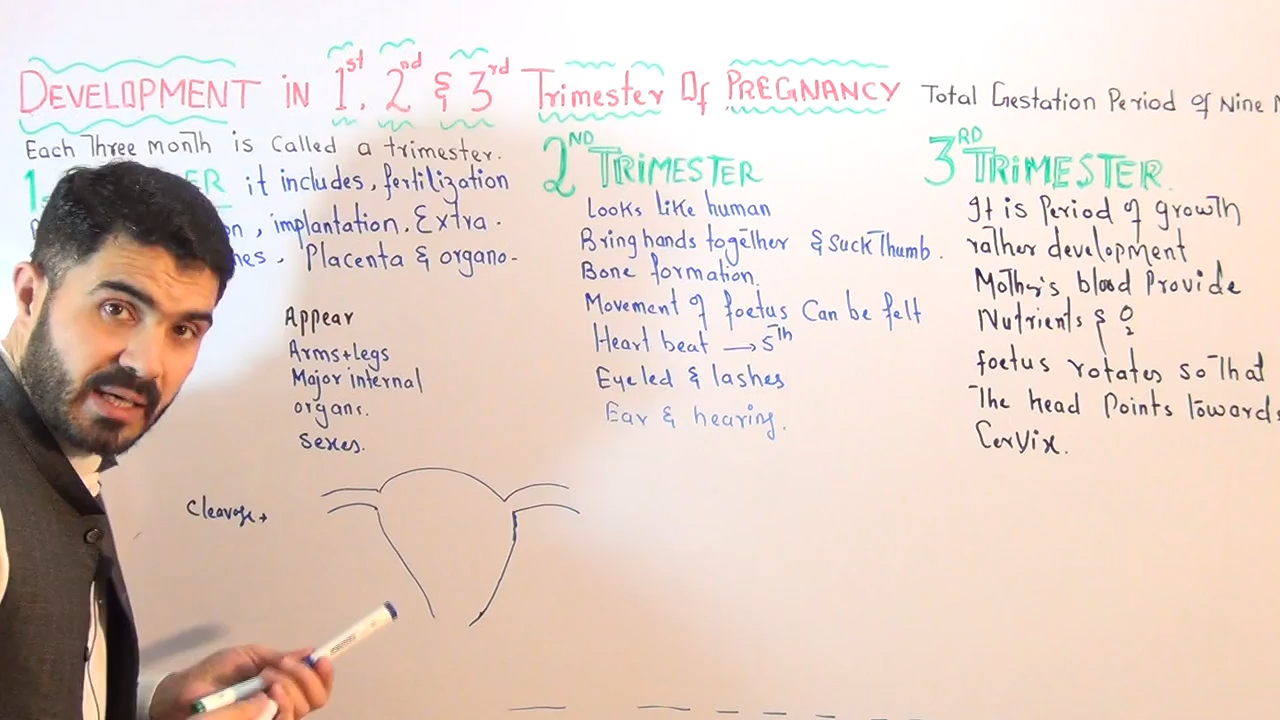 DEVELOPMENT in 1st, 2nd & 3rd Trimester Of PREGNANCY
Total Gestation Period of Nine
Each Three month is Called a trimester.
it includes, fertilization
implantation, Extra.
Placenta & organo-
Appear
Arms+Legs
Major internal
organs.
Sexes.
Cleavage →
2ND TRIMESTER
Looks Like human
Bring hands together & Suck Thumb.
Bone formation.
Movement of foetus Can be felt
Heart beat → 5Th
Eyeled & lashes
Ear & hearing.
3RD TRIMESTER.
It is Period of growth
rather development
Mother's blood Provide
Nutrients & O2
foetus rotates so That
The head Points Towards
Cervix.